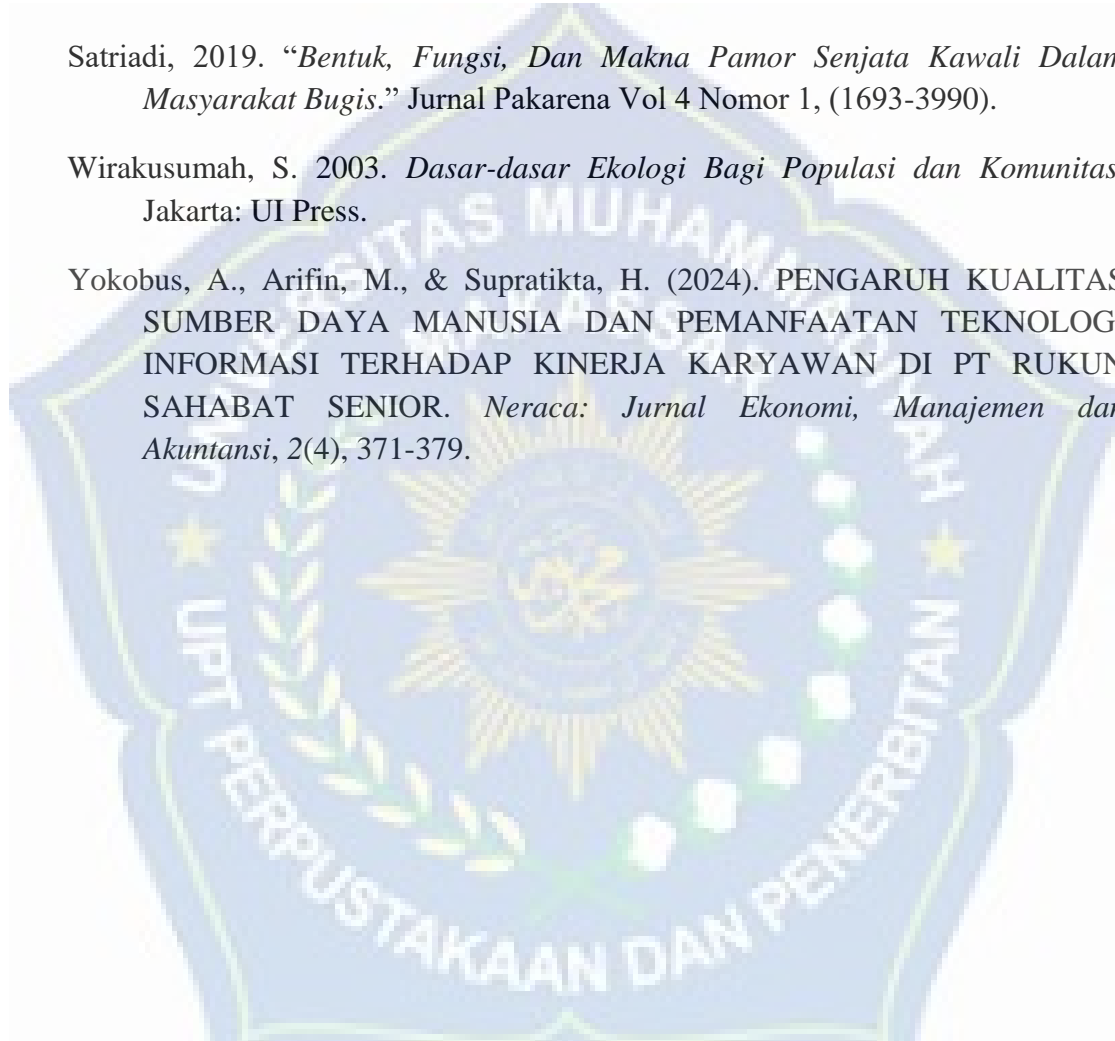 Satriadi, 2019. “Bentuk, Fungsi, Dan Makna Pamor Senjata Kawali Dalam
Masyarakat Bugis.” Jurnal Pakarena Vol 4 Nomor 1, (1693-3990).
Wirakusumah, S. 2003. Dasar-dasar Ekologi Bagi Populasi dan Komunitas
Jakarta: UI Press.
Yokobus, A., Arifin, M., & Supratikta, H. (2024). PENGARUH KUALITAS
SUMBER DAYA MANUSIA DAN PEMANFAATAN TEKNOLOGI
INFORMASI TERHADAP KINERJA KARYAWAN DI PT RUKUN
SAHABAT SENIOR. Neraca: Jurnal Ekonomi, Manajemen dan
Akuntansi, 2(4), 371-379.
UNIVERSITAS MUHAMMADIYAH
MAKASSAR
UPT PERPUSTAKAAN DAN PENERBITAN